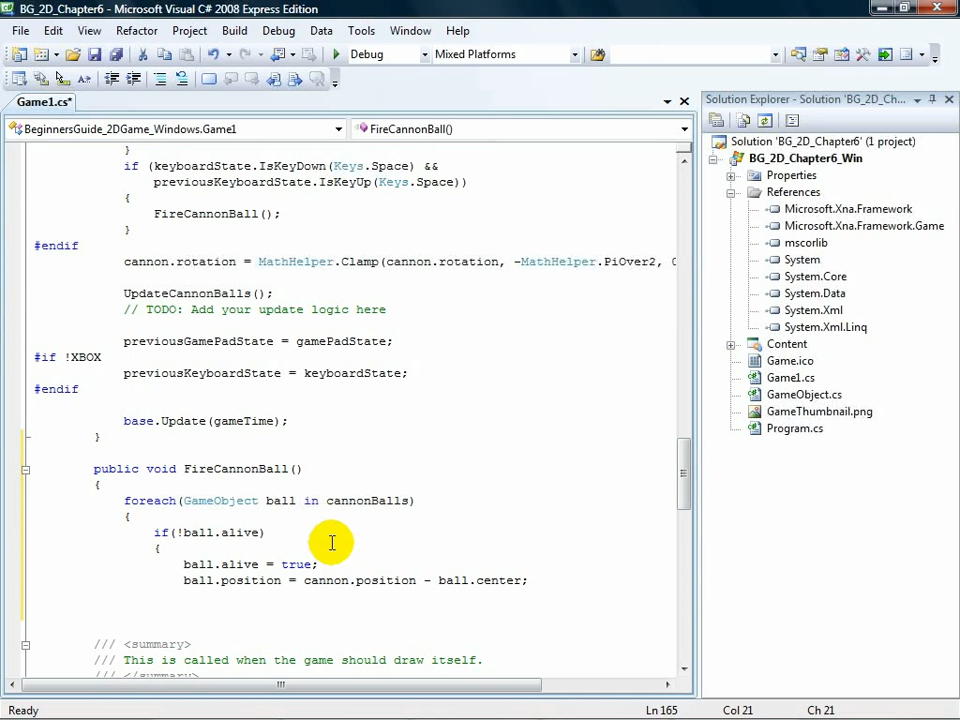 BG_2D_Chapter6 - Microsoft Visual C# 2008 Express Edition
File Edit View Refactor Project Build Debug Data Tools Window Help
Debug Mixed Platforms
Game1.cs*
BeginnersGuide_2DGame_Windows.Game1 FireCannonBall()
}
if (keyboardState.IsKeyDown(Keys.Space) &&
previousKeyboardState.IsKeyUp(Keys.Space))
{
FireCannonBall();
}
#endif
cannon.rotation = MathHelper.Clamp(cannon.rotation, -MathHelper.PiOver2, 0
UpdateCannonBalls();
// TODO: Add your update logic here
previousGamePadState = gamePadState;
#if !XBOX
previousKeyboardState = keyboardState;
#endif
base.Update(gameTime);
}
public void FireCannonBall()
{
foreach(GameObject ball in cannonBalls)
{
if(!ball.alive)
{
ball.alive = true;
ball.position = cannon.position - ball.center;
/// <summary>
/// This is called when the game should draw itself.
/// </summary>
Solution Explorer - Solution 'BG_2D_Ch...
Solution 'BG_2D_Chapter6' (1 project)
BG_2D_Chapter6_Win
Properties
References
Microsoft.Xna.Framework
Microsoft.Xna.Framework.Game
mscorlib
System
System.Core
System.Data
System.Xml
System.Xml.Linq
Content
Game.ico
Game1.cs
GameObject.cs
GameThumbnail.png
Program.cs
Ready Ln 165 Col 21 Ch 21